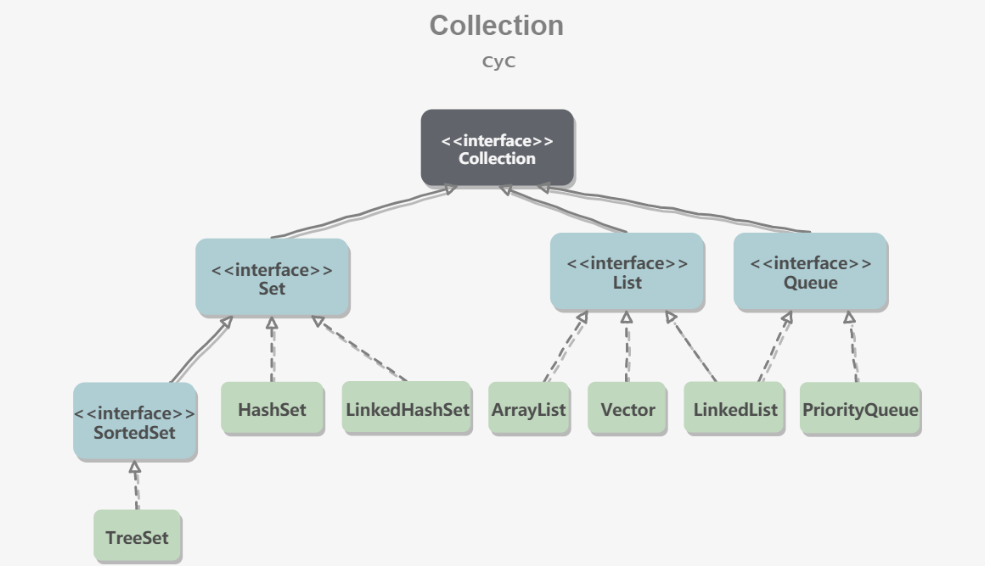 Collection
CyC
<<interface>>
Collection
<<interface>>
Set
<<interface>>
List
<<interface>>
Queue
<<interface>>
SortedSet
HashSet
LinkedHashSet
ArrayList
Vector
LinkedList
PriorityQueue
TreeSet